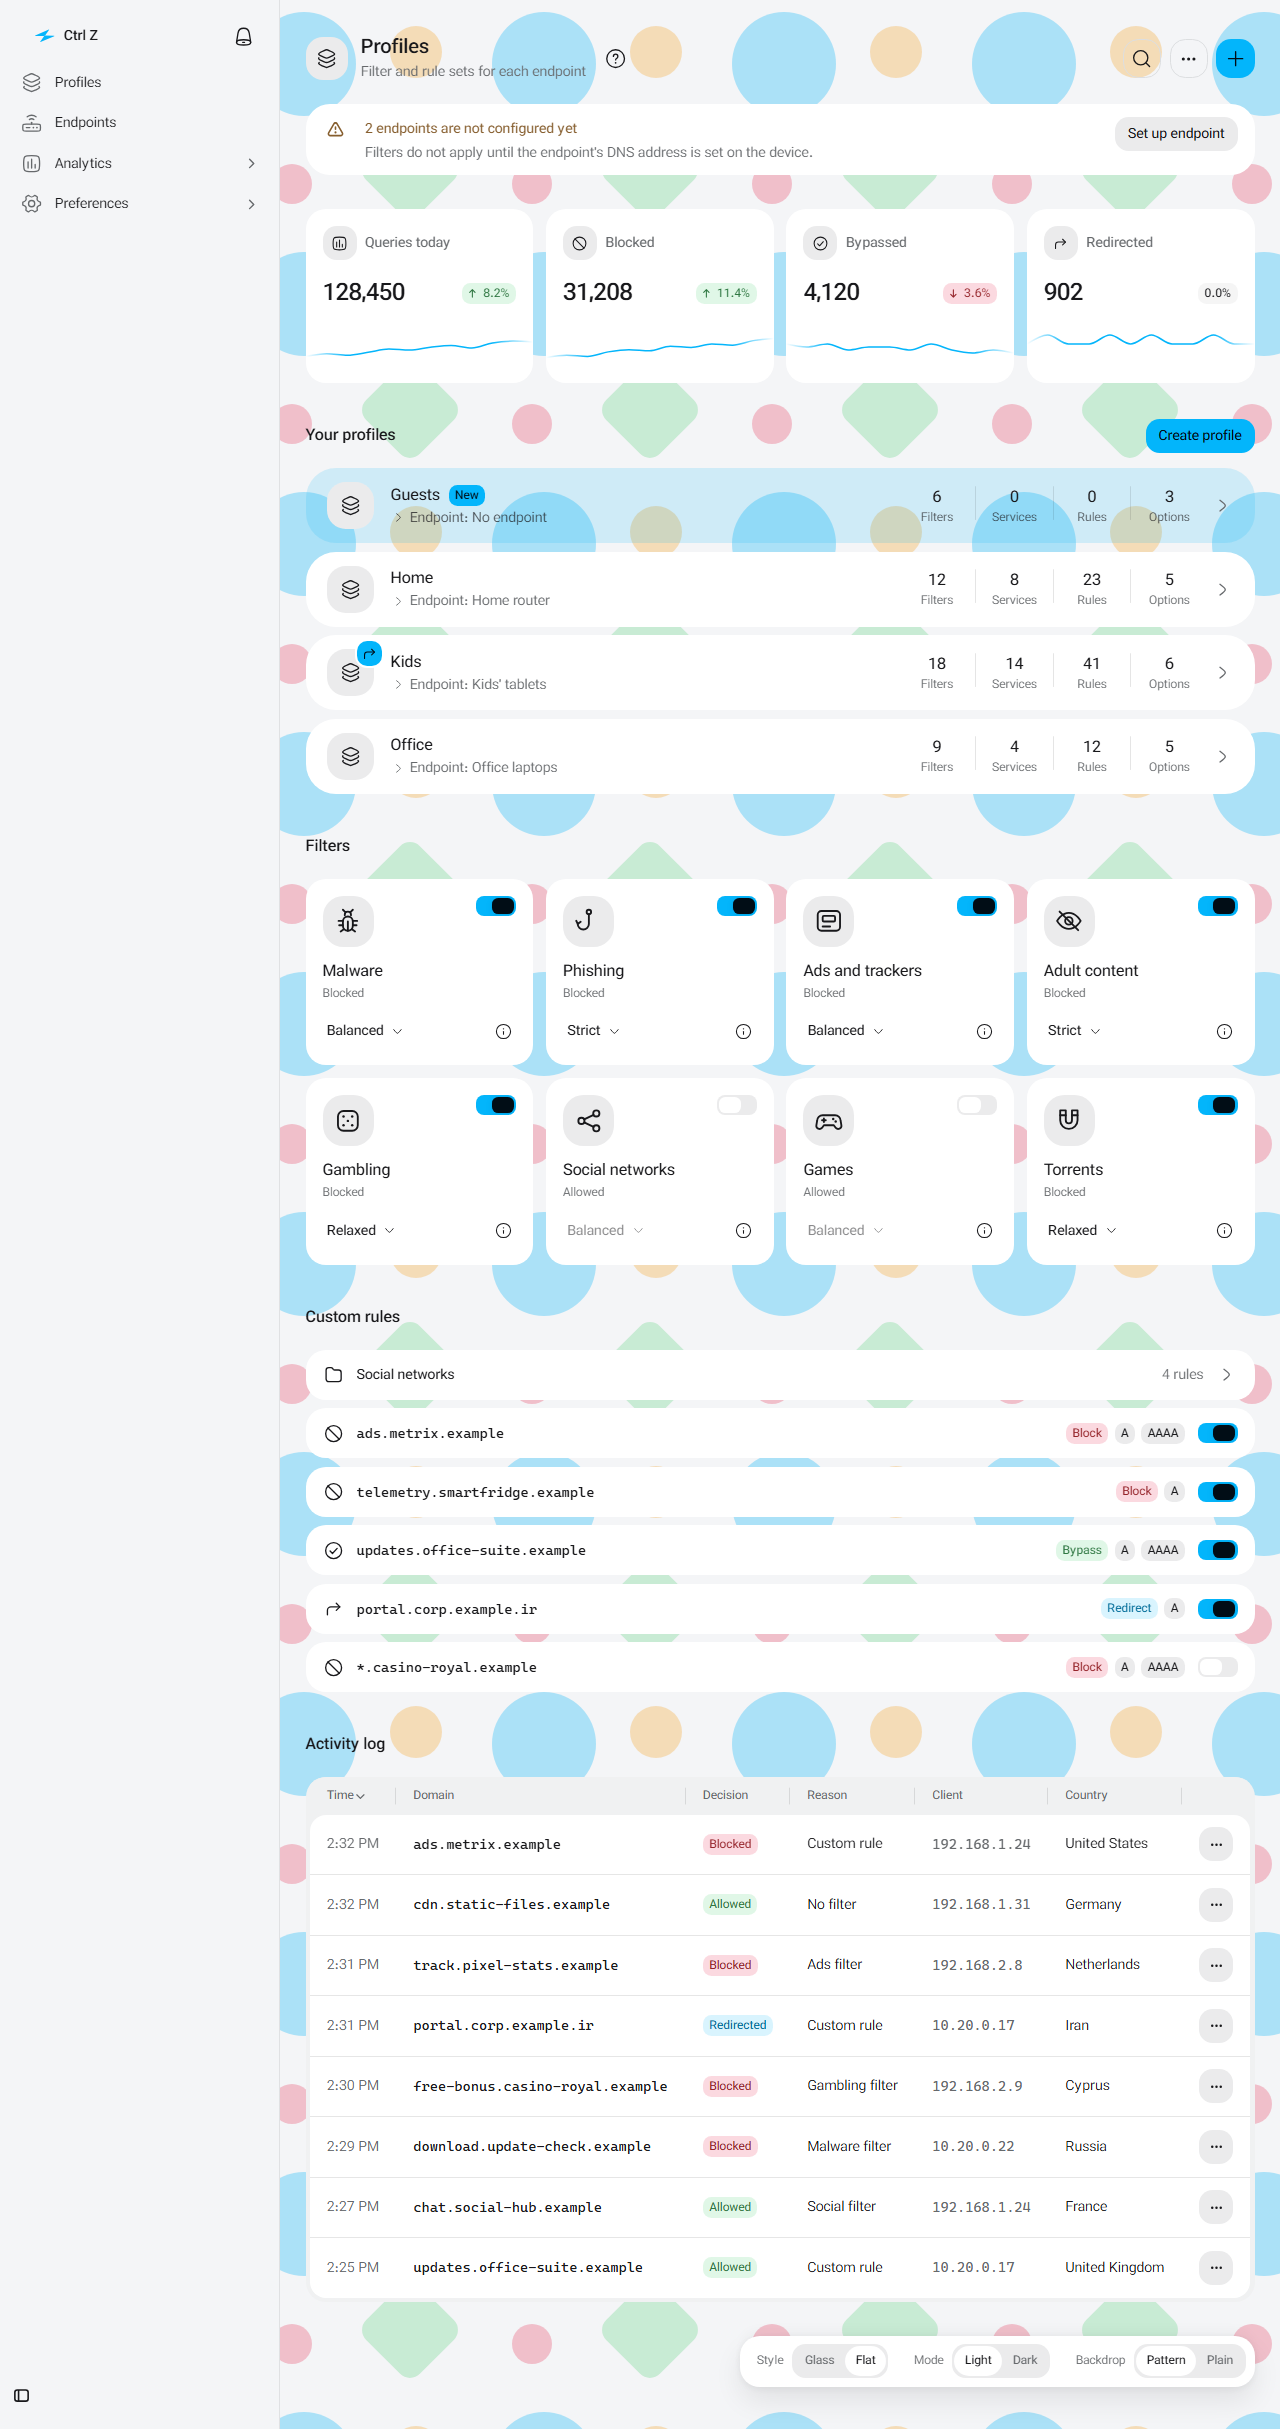 Ctrl Z
Profiles
Endpoints
Analytics
Preferences
Profiles
Filter and rule sets for each endpoint
2 endpoints are not configured yet
Filters do not apply until the endpoint's DNS address is set on the device.
Set up endpoint
Queries today
128,450
8.2%
Blocked
31,208
11.4%
Bypassed
4,120
3.6%
Redirected
902
0.0%
Your profiles
Create profile
Guests New
Endpoint: No endpoint
6 Filters
0 Services
0 Rules
3 Options
Home
Endpoint: Home router
12 Filters
8 Services
23 Rules
5 Options
Kids
Endpoint: Kids' tablets
18 Filters
14 Services
41 Rules
6 Options
Office
Endpoint: Office laptops
9 Filters
4 Services
12 Rules
5 Options
Filters
Malware
Blocked
Balanced
Phishing
Blocked
Strict
Ads and trackers
Blocked
Balanced
Adult content
Blocked
Strict
Gambling
Blocked
Relaxed
Social networks
Allowed
Balanced
Games
Allowed
Balanced
Torrents
Blocked
Relaxed
Custom rules
Social networks 4 rules
ads.metrix.example Block A AAAA
telemetry.smartfridge.example Block A
updates.office-suite.example Bypass A AAAA
portal.corp.example.ir Redirect A
*.casino-royal.example Block A AAAA
Activity log
Time Domain Decision Reason Client Country
2:32 PM ads.metrix.example Blocked Custom rule 192.168.1.24 United States
2:32 PM cdn.static-files.example Allowed No filter 192.168.1.31 Germany
2:31 PM track.pixel-stats.example Blocked Ads filter 192.168.2.8 Netherlands
2:31 PM portal.corp.example.ir Redirected Custom rule 10.20.0.17 Iran
2:30 PM free-bonus.casino-royal.example Blocked Gambling filter 192.168.2.9 Cyprus
2:29 PM download.update-check.example Blocked Malware filter 10.20.0.22 Russia
2:27 PM chat.social-hub.example Allowed Social filter 192.168.1.24 France
2:25 PM updates.office-suite.example Allowed Custom rule 10.20.0.17 United Kingdom
Style Glass Flat Mode Light Dark Backdrop Pattern Plain